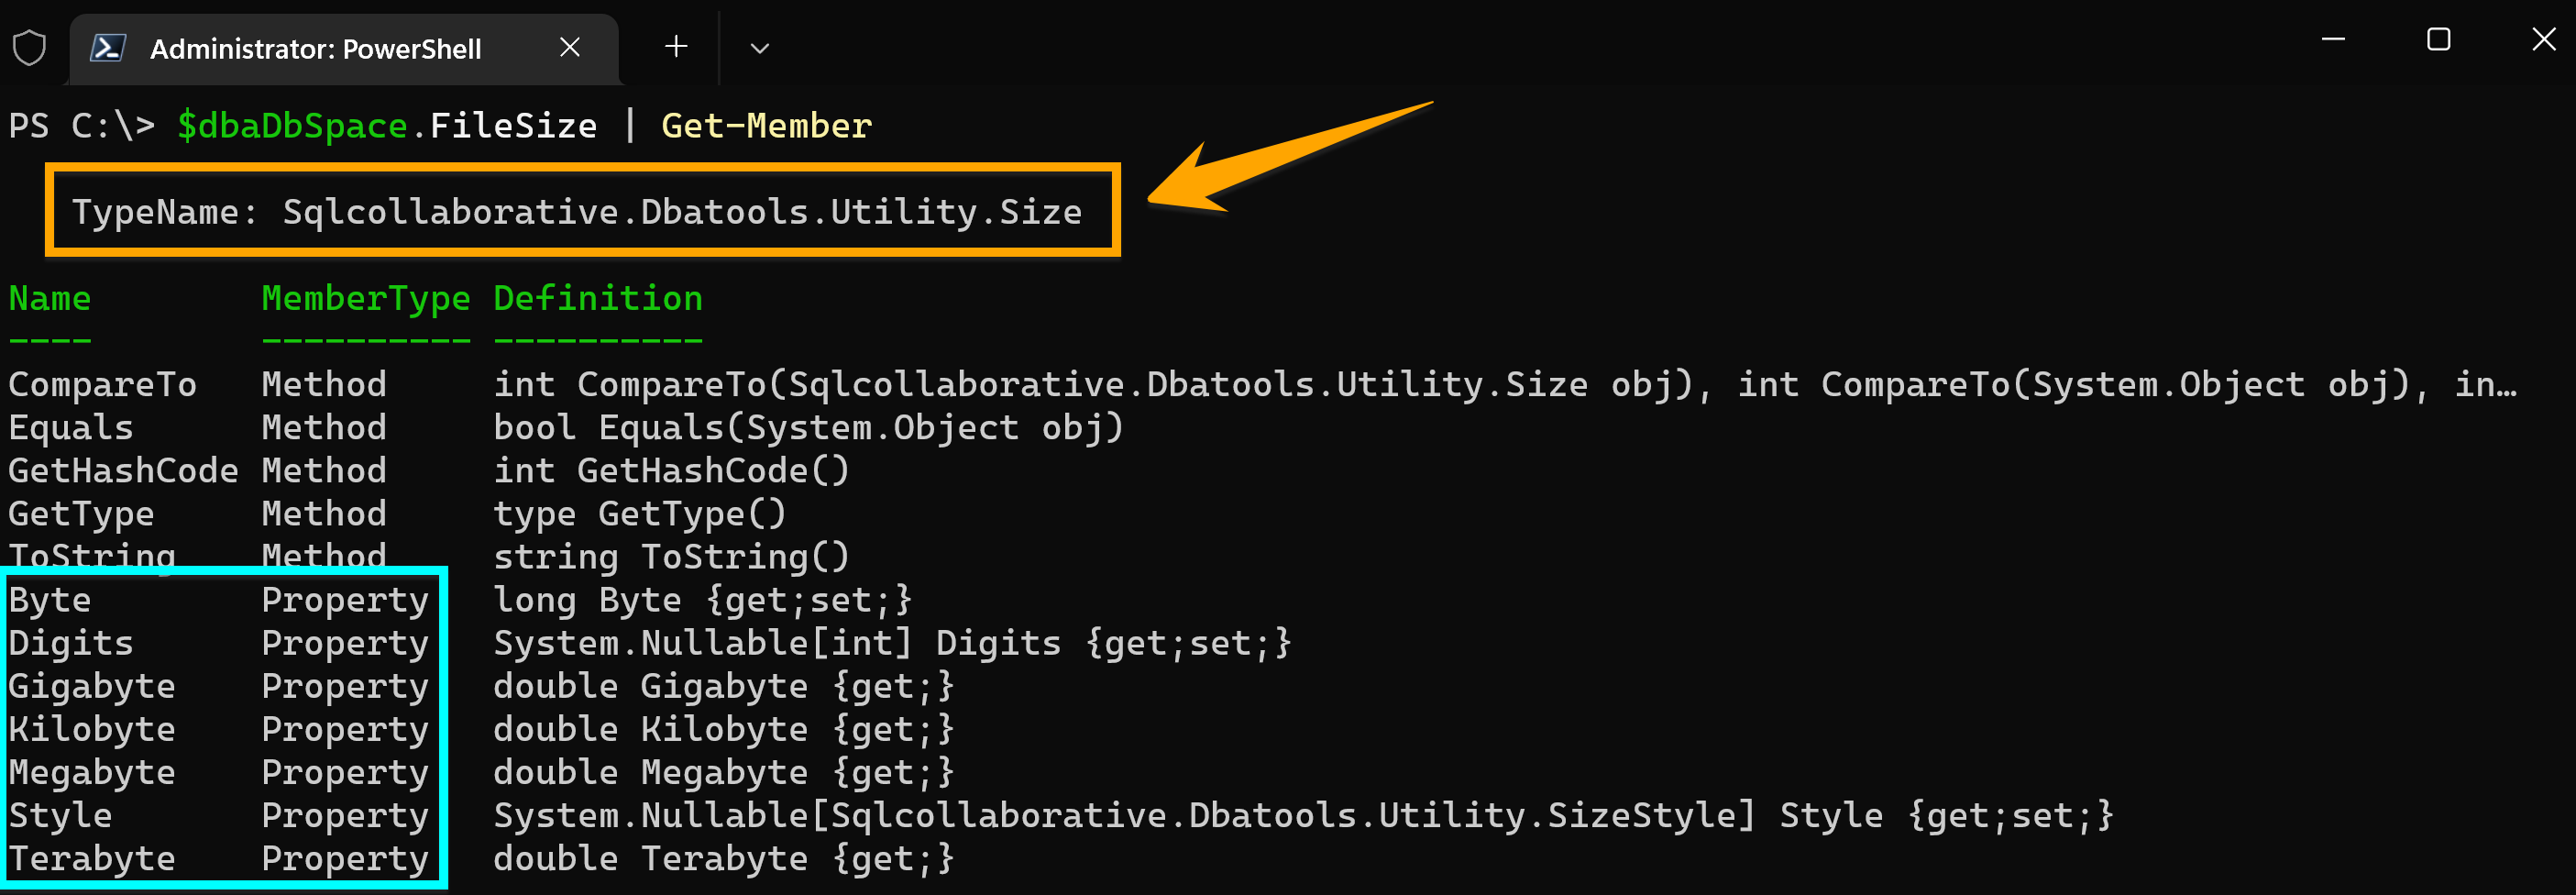 Administrator: PowerShell
PS C:\> $dbaDbSpace.FileSize | Get-Member
TypeName: Sqlcollaborative.Dbatools.Utility.Size
Name MemberType Definition
---- ---------- ----------
CompareTo Method int CompareTo(Sqlcollaborative.Dbatools.Utility.Size obj), int CompareTo(System.Object obj), in…
Equals Method bool Equals(System.Object obj)
GetHashCode Method int GetHashCode()
GetType Method type GetType()
ToString Method string ToString()
Byte Property long Byte {get;set;}
Digits Property System.Nullable[int] Digits {get;set;}
Gigabyte Property double Gigabyte {get;}
Kilobyte Property double Kilobyte {get;}
Megabyte Property double Megabyte {get;}
Style Property System.Nullable[Sqlcollaborative.Dbatools.Utility.SizeStyle] Style {get;set;}
Terabyte Property double Terabyte {get;}